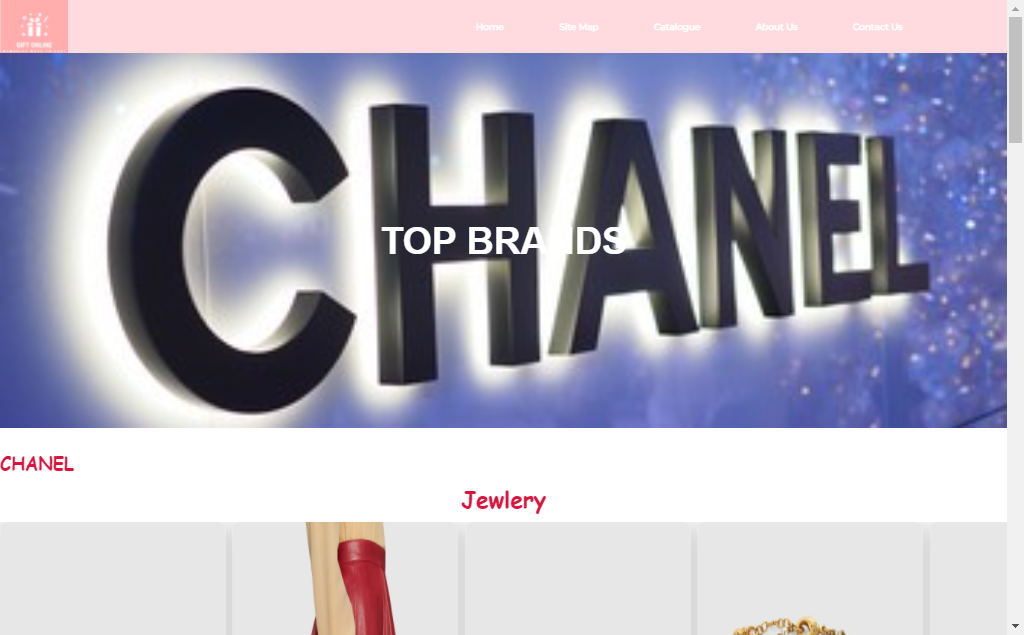 GIFT ONLINE
Home
Site Map
Catalogue
About Us
Contact Us
CHANEL
TOP BRANDS
CHANEL
Jewlery